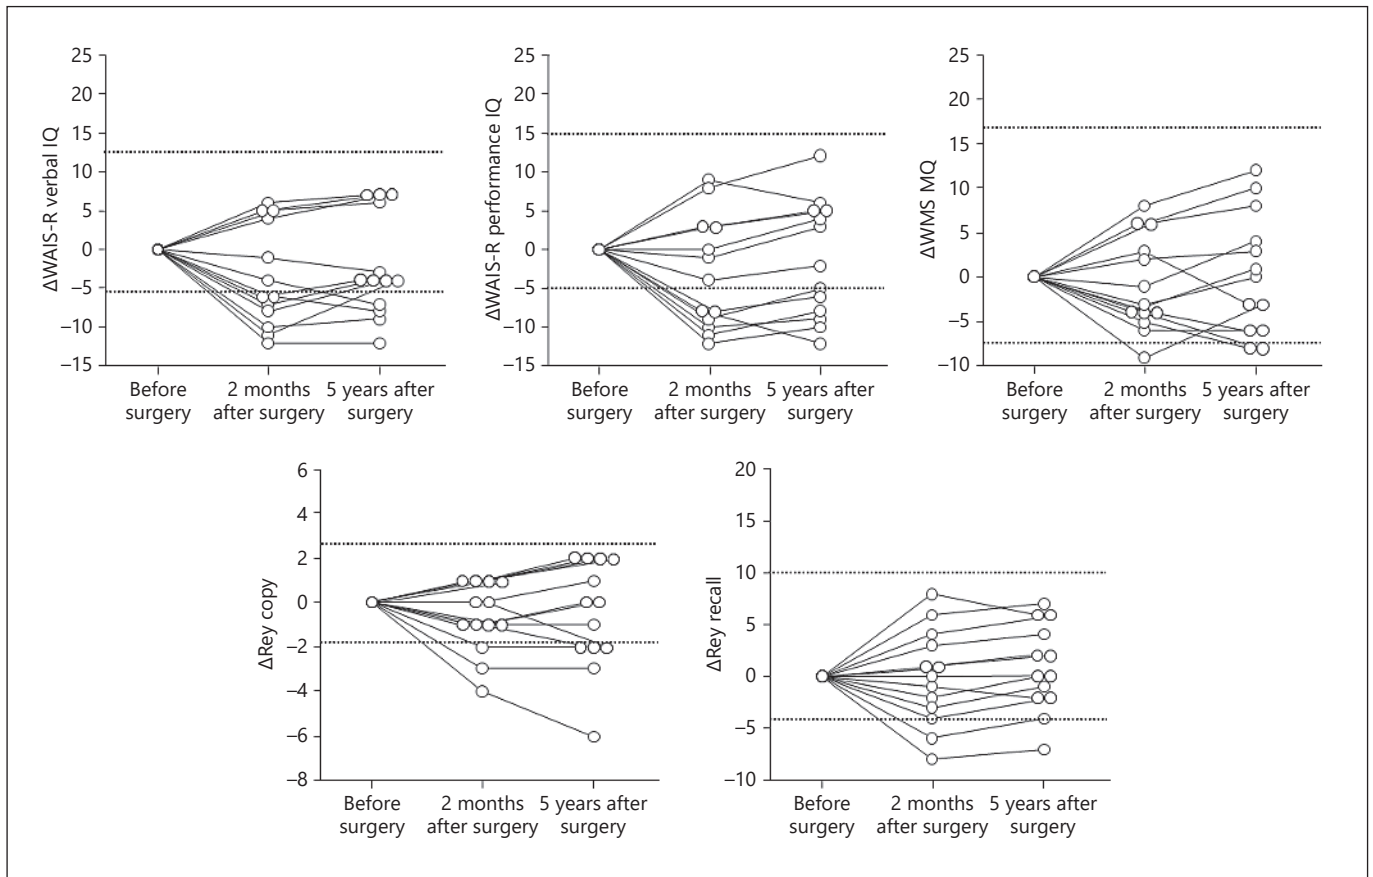 ΔWAIS-R verbal IQ
25
20
15
10
5
0
–5
–10
–15
Before
surgery
2 months
after surgery
5 years after
surgery
ΔWAIS-R performance IQ
25
20
15
10
5
0
–5
–10
–15
Before
surgery
2 months
after surgery
5 years after
surgery
ΔWMS MQ
25
20
15
10
5
0
–5
–10
Before
surgery
2 months
after surgery
5 years after
surgery
ΔRey copy
6
4
2
0
–2
–4
–6
–8
Before
surgery
2 months
after surgery
5 years after
surgery
ΔRey recall
20
15
10
5
0
–5
–10
Before
surgery
2 months
after surgery
5 years after
surgery